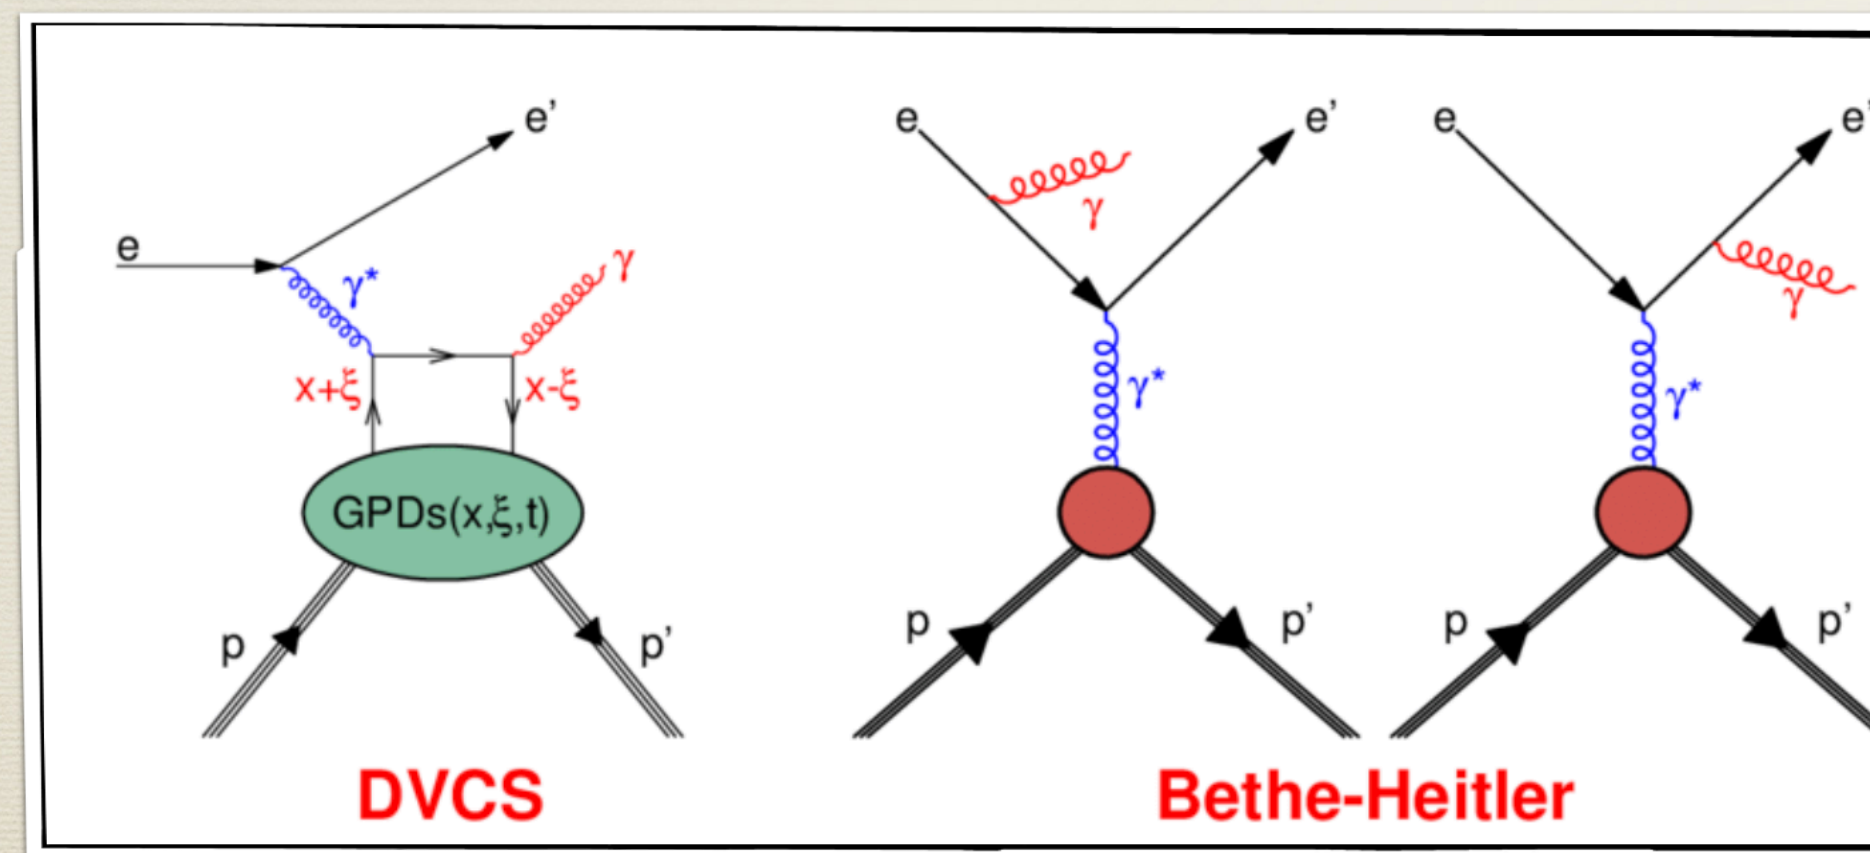 e
e'
γ*
γ
x+ξ
x-ξ
GPDs(x,ξ,t)
p
p'
DVCS
e
e'
γ
γ*
p
p'
e
e'
γ
γ*
p
p'
Bethe-Heitler